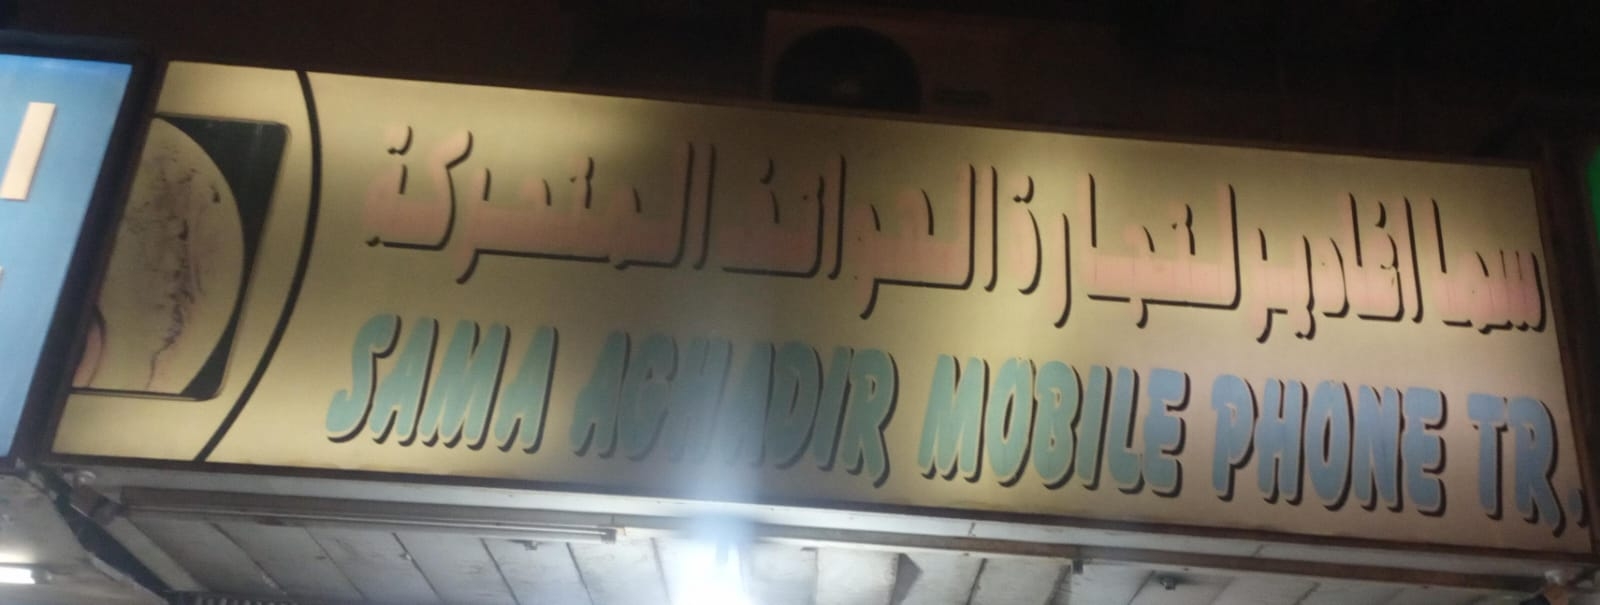 سما اغادير لتجارة الهواتف المتحركة
SAMA AGHADIR MOBILE PHONE TR.